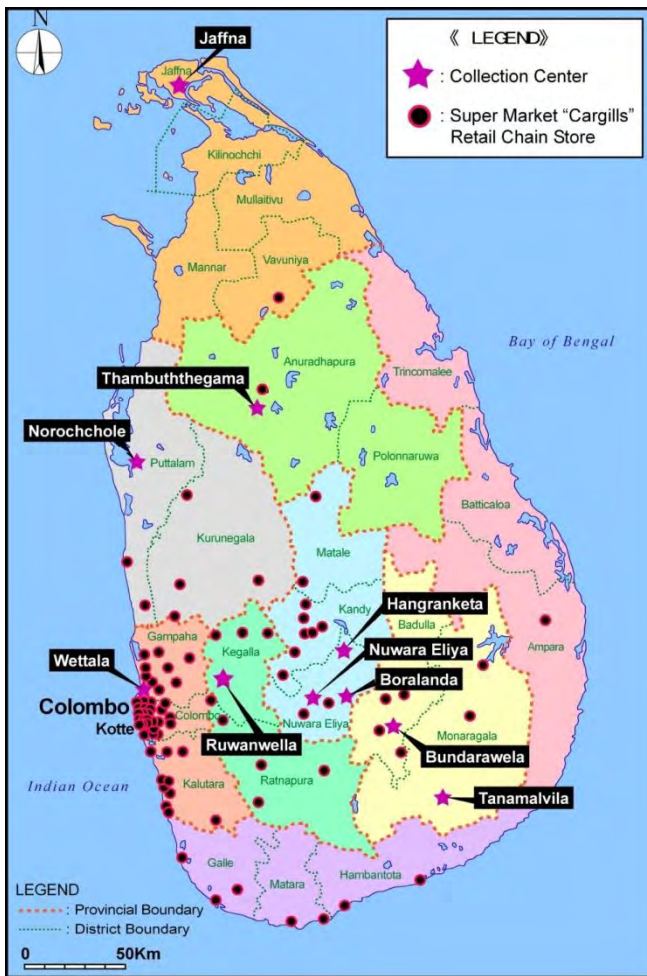 N
Jaffna
《 LEGEND》
: Collection Center
: Super Market “Cargills”
Retail Chain Store
Jaffna
Kilinochchi
Mullaitivu
Mannar
Vavuniya
Bay of Bengal
Anuradhapura
Trincomalee
Thambuththegama
Norochchole
Puttalam
Polonnaruwa
Batticaloa
Kurunegala
Matale
Kandy
Hangranketa
Badulla
Ampara
Gampaha
Kegalla
Nuwara Eliya
Wettala
Boralanda
Colombo
Colombo
Kotte
Nuwara Eliya
Ruwanwella
Monaragala
Bundarawela
Indian Ocean
Kalutara
Ratnapura
Tanamalvila
Galle
Matara
Hambantota
LEGEND
: Provincial Boundary
: District Boundary
0 50Km